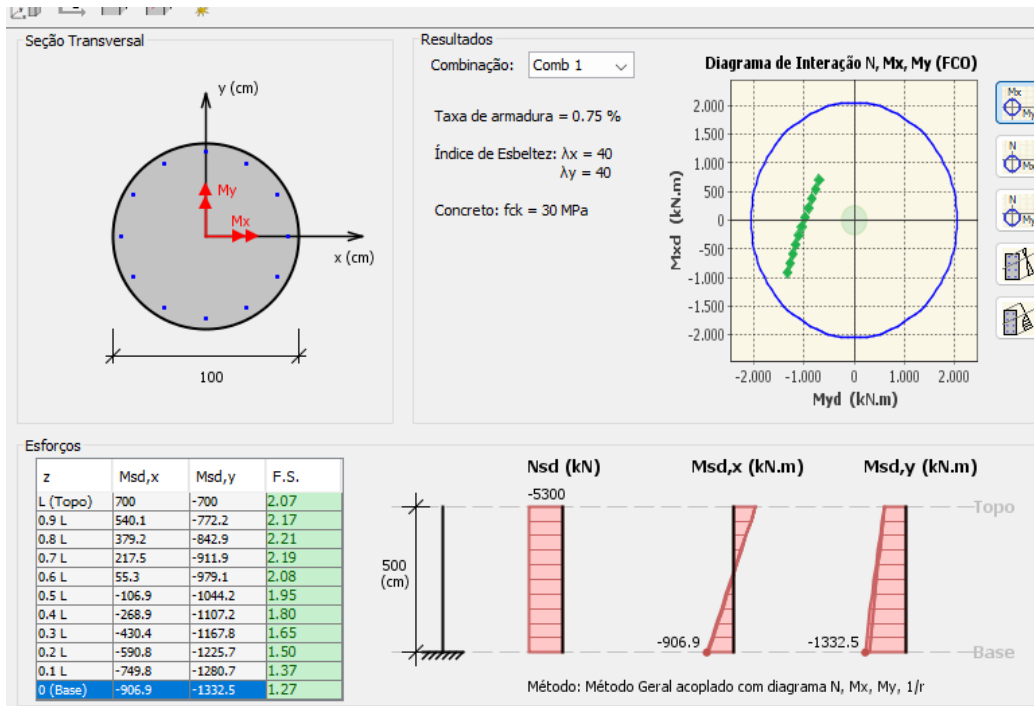 Seção Transversal
y (cm)
My
Mx
x (cm)
100
Resultados
Combinação: Comb 1
Taxa de armadura = 0.75 %
Índice de Esbeltez: λx = 40
λy = 40
Concreto: fck = 30 MPa
Diagrama de Interação N, Mx, My (FCO)
Mxd (kN.m)
2.000
1.500
1.000
500
0
-500
-1.000
-1.500
-2.000
-2.000 -1.000 0 1.000 2.000
Myd (kN.m)
Mx
My
N
Mx
N
My
Esforços
z Msd,x Msd,y F.S.
L (Topo) 700 -700 2.07
0.9 L 540.1 -772.2 2.17
0.8 L 379.2 -842.9 2.21
0.7 L 217.5 -911.9 2.19
0.6 L 55.3 -979.1 2.08
0.5 L -106.9 -1044.2 1.95
0.4 L -268.9 -1107.2 1.80
0.3 L -430.4 -1167.8 1.65
0.2 L -590.8 -1225.7 1.50
0.1 L -749.8 -1280.7 1.37
0 (Base) -906.9 -1332.5 1.27
Nsd (kN) Msd,x (kN.m) Msd,y (kN.m)
-5300
Topo
500
(cm)
-906.9 -1332.5
Base
Método: Método Geral acoplado com diagrama N, Mx, My, 1/r